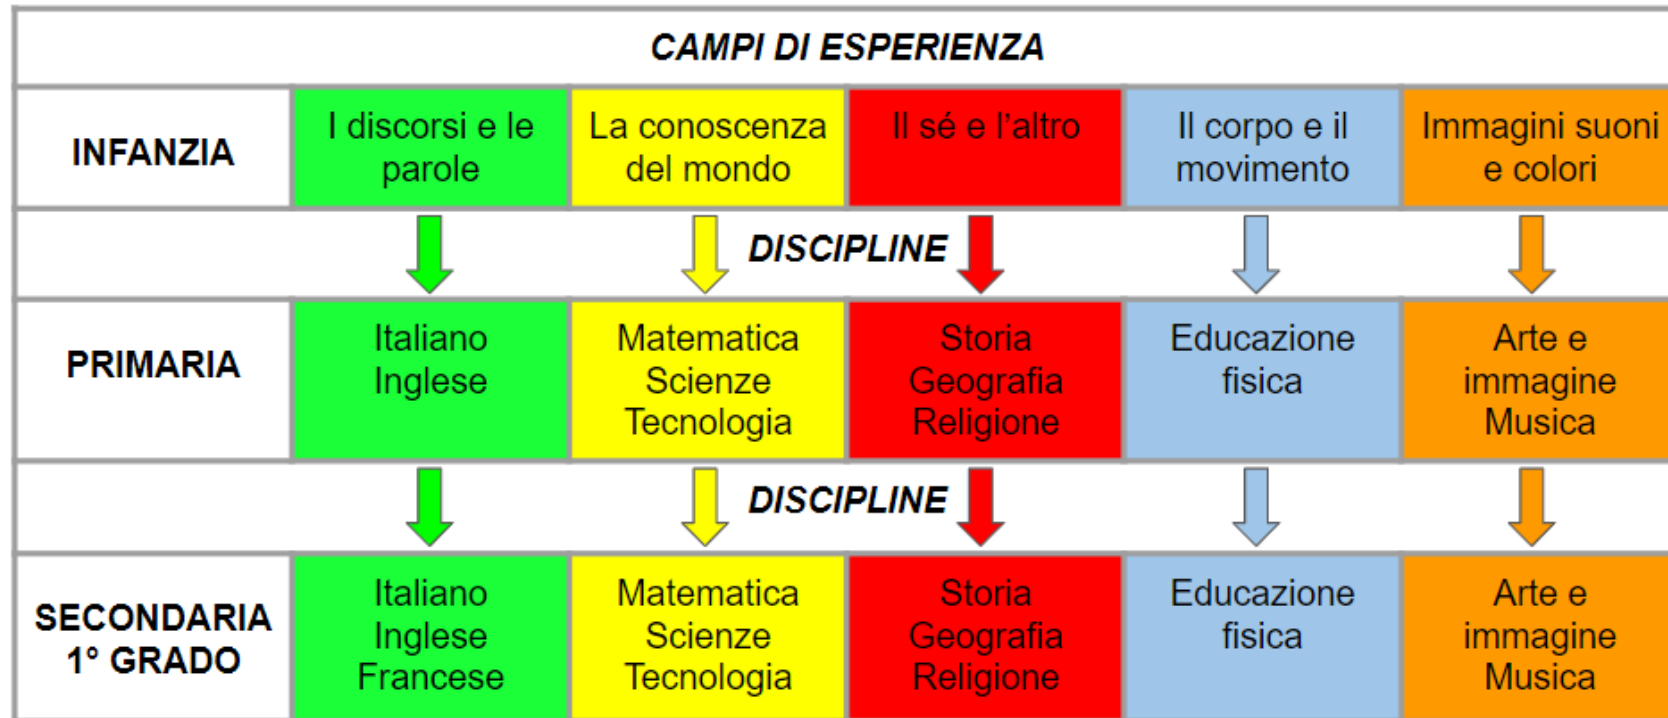 CAMPI DI ESPERIENZA
INFANZIA
I discorsi e le
parole
La conoscenza
del mondo
Il sé e l'altro
Il corpo e il
movimento
Immagini suoni
e colori
DISCIPLINE
PRIMARIA
Italiano
Inglese
Matematica
Scienze
Tecnologia
Storia
Geografia
Religione
Educazione
fisica
Arte e
immagine
Musica
DISCIPLINE
SECONDARIA
1° GRADO
Italiano
Inglese
Francese
Matematica
Scienze
Tecnologia
Storia
Geografia
Religione
Educazione
fisica
Arte e
immagine
Musica